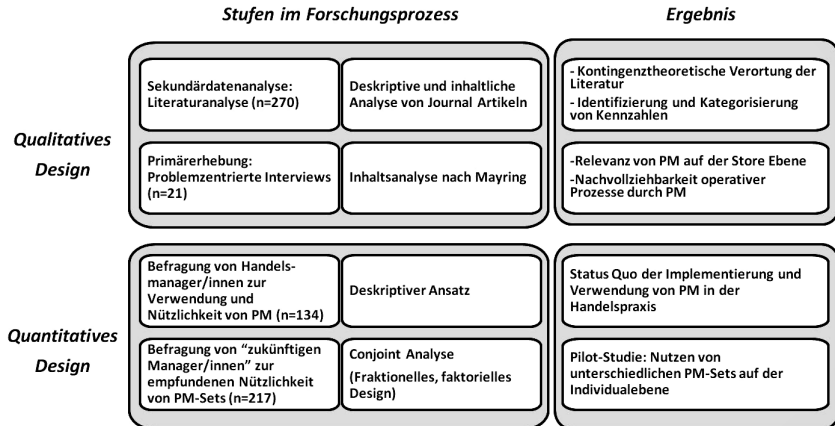 Stufen im Forschungsprozess
Ergebnis
Qualitatives
Design
Sekundärdatenanalyse:
Literaturanalyse (n=270)
Deskriptive und inhaltliche
Analyse von Journal Artikeln
- Kontingenztheoretische Verortung der
Literatur
- Identifizierung und Kategorisierung
von Kennzahlen
Primärerhebung:
Problemzentrierte Interviews
(n=21)
Inhaltsanalyse nach Mayring
-Relevanz von PM auf der Store Ebene
-Nachvollziehbarkeit operativer
Prozesse durch PM
Quantitatives
Design
Befragung von Handels-
manager/innen zur
Verwendung und
Nützlichkeit von PM (n=134)
Deskriptiver Ansatz
Status Quo der Implementierung und
Verwendung von PM in der
Handelspraxis
Befragung von “zukünftigen
Manager/innen” zur
empfundenen Nützlichkeit
von PM-Sets (n=217)
Conjoint Analyse
(Fraktionelles, faktorielles
Design)
Pilot-Studie: Nutzen von
unterschiedlichen PM-Sets auf der
Individualebene